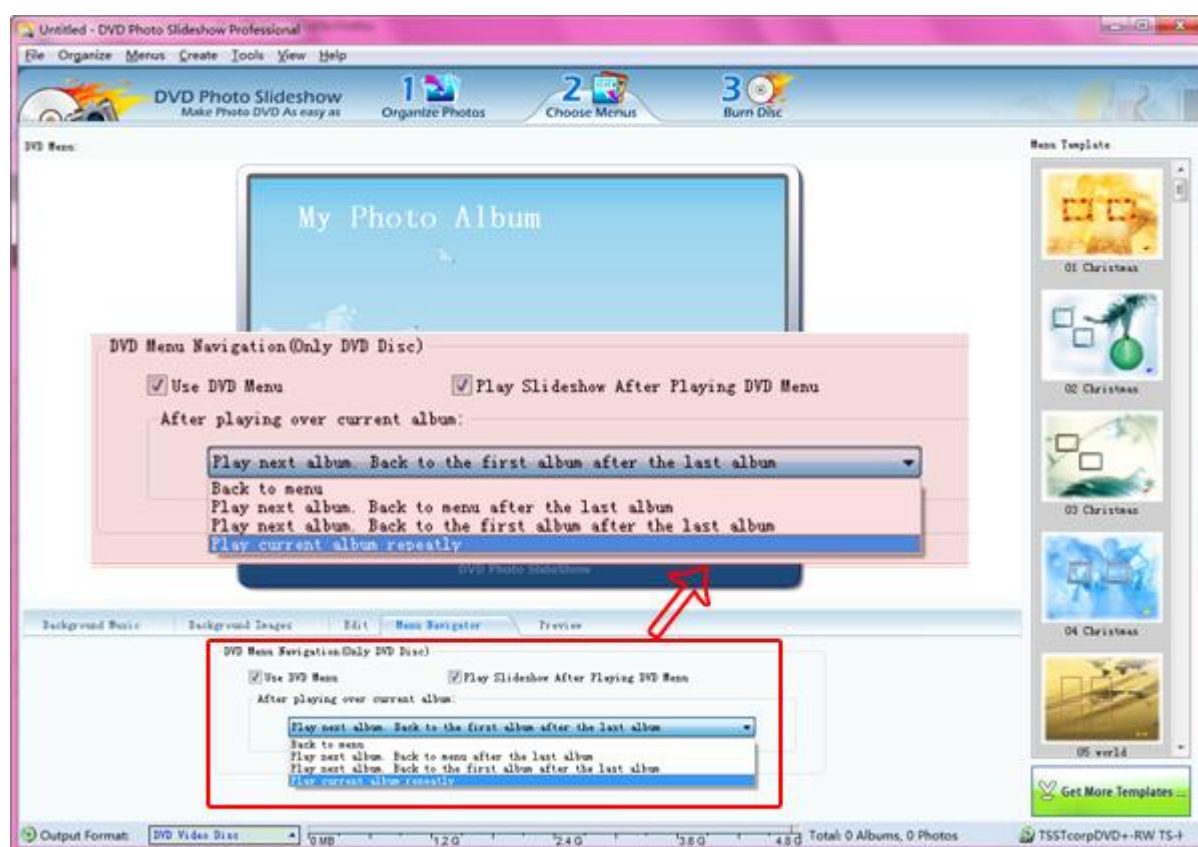 Untitled - DVD Photo Slideshow Professional
File Organize Menus Create Tools View Help
DVD Photo Slideshow
Make Photo DVD As easy as
1
Organize Photos
2
Choose Menus
3
Burn Disc
DVD Menu:
Menu Template
My Photo Album
01 Christmas
02 Christmas
03 Christmas
04 Christmas
05 world
DVD Menu Navigation(Only DVD Disc)
Use DVD Menu
Play Slideshow After Playing DVD Menu
After playing over current album:
Play next album. Back to the first album after the last album
Back to menu
Play next album. Back to menu after the last album
Play next album. Back to the first album after the last album
Play current album repeatly
DVD Photo SlideShow
Background Music Background Images Edit Menu Navigator Preview
DVD Menu Navigation(Only DVD Disc)
Use DVD Menu
Play Slideshow After Playing DVD Menu
After playing over current album:
Play next album. Back to the first album after the last album
Back to menu
Play next album. Back to menu after the last album
Play next album. Back to the first album after the last album
Play current album repeatly
Get More Templates ...
Output Format: DVD Video Disc 0MB 1.2G 2.4G 3.6G 4.8G Total: 0 Albums, 0 Photos TSSTcorpDVD+-RW TS-H